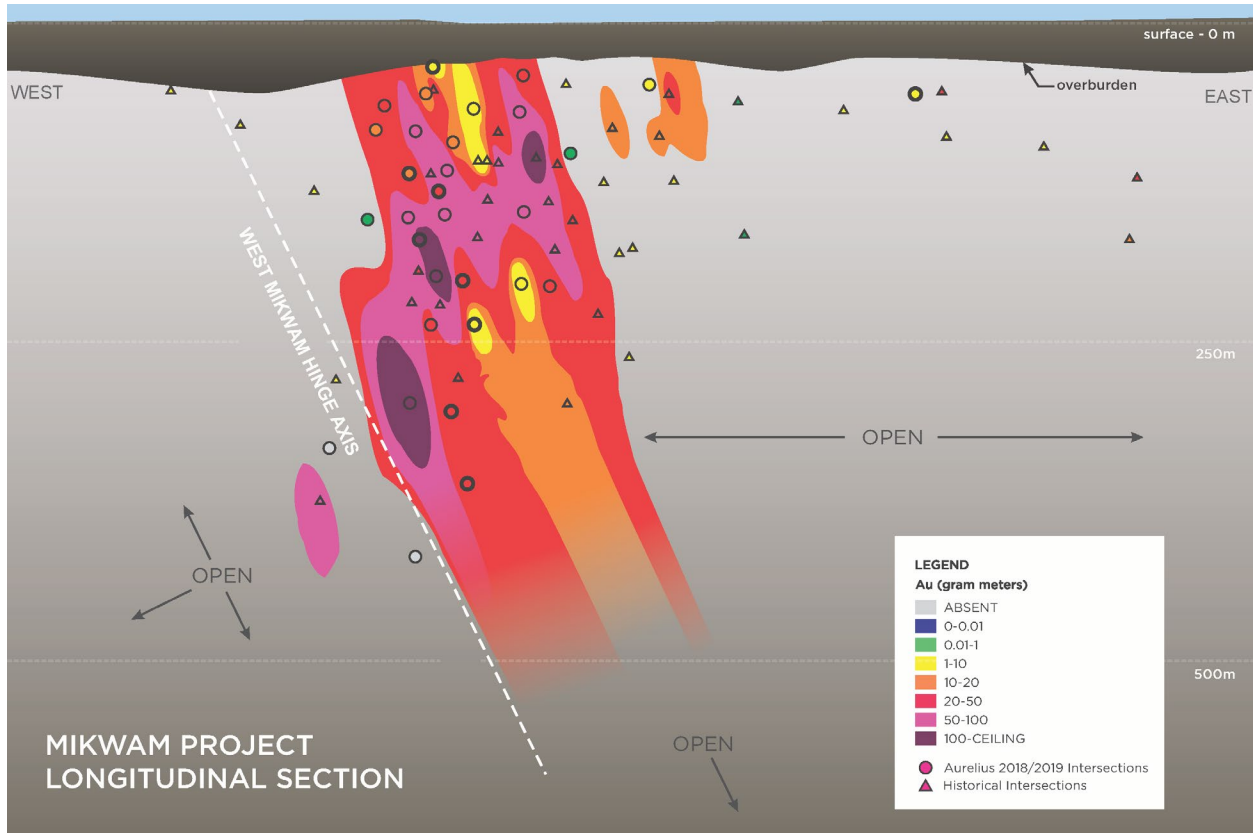 surface - 0 m
WEST
overburden
EAST
WEST MIKWAM HINGE AXIS
250m
OPEN
OPEN
LEGEND
Au (gram meters)
ABSENT
0-0.01
0.01-1
1-10
10-20
20-50
50-100
100-CEILING
Aurelius 2018/2019 Intersections
Historical Intersections
500m
OPEN
MIKWAM PROJECT
LONGITUDINAL SECTION